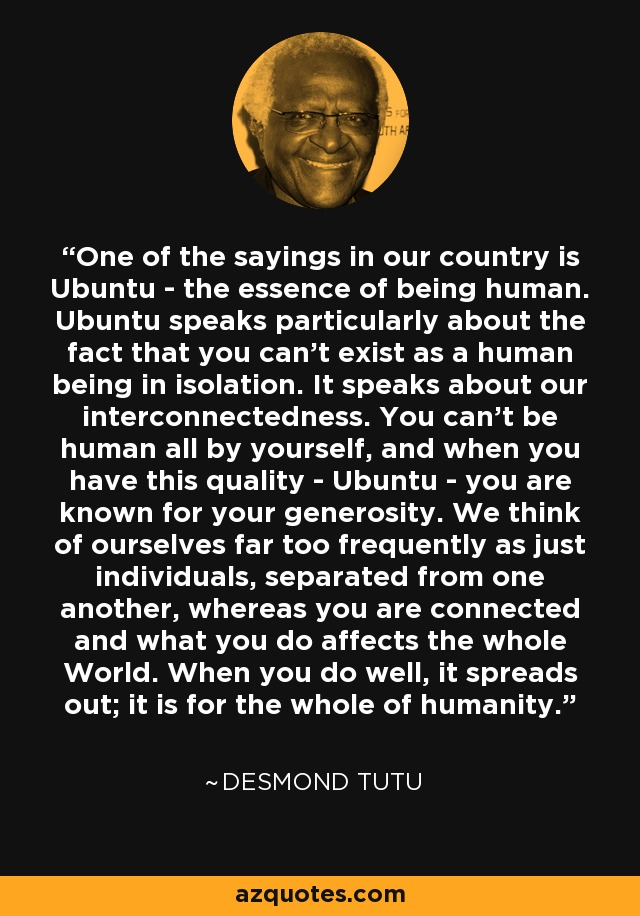 S FOR
UTH AF
“One of the sayings in our country is
Ubuntu - the essence of being human.
Ubuntu speaks particularly about the
fact that you can’t exist as a human
being in isolation. It speaks about our
interconnectedness. You can’t be
human all by yourself, and when you
have this quality - Ubuntu - you are
known for your generosity. We think
of ourselves far too frequently as just
individuals, separated from one
another, whereas you are connected
and what you do affects the whole
World. When you do well, it spreads
out; it is for the whole of humanity.”
~ DESMOND TUTU
azquotes.com